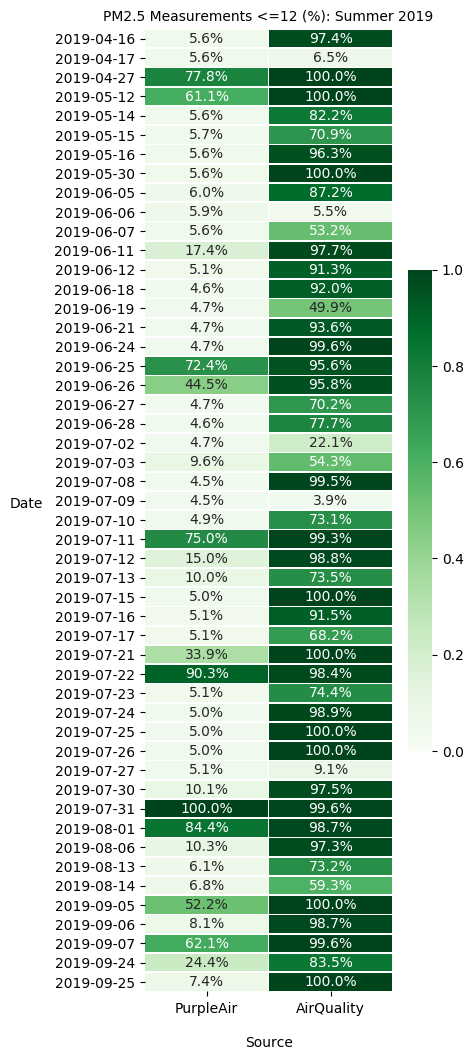 PM2.5 Measurements <=12 (%): Summer 2019
2019-04-16 5.6% 97.4%
2019-04-17 5.6% 6.5%
2019-04-27 77.8% 100.0%
2019-05-12 61.1% 100.0%
2019-05-14 5.6% 82.2%
2019-05-15 5.7% 70.9%
2019-05-16 5.6% 96.3%
2019-05-30 5.6% 100.0%
2019-06-05 6.0% 87.2%
2019-06-06 5.9% 5.5%
2019-06-07 5.6% 53.2%
2019-06-11 17.4% 97.7%
2019-06-12 5.1% 91.3%
2019-06-18 4.6% 92.0%
2019-06-19 4.7% 49.9%
2019-06-21 4.7% 93.6%
2019-06-24 4.7% 99.6%
2019-06-25 72.4% 95.6%
2019-06-26 44.5% 95.8%
2019-06-27 4.7% 70.2%
2019-06-28 4.6% 77.7%
2019-07-02 4.7% 22.1%
2019-07-03 9.6% 54.3%
2019-07-08 4.5% 99.5%
2019-07-09 4.5% 3.9%
2019-07-10 4.9% 73.1%
2019-07-11 75.0% 99.3%
2019-07-12 15.0% 98.8%
2019-07-13 10.0% 73.5%
2019-07-15 5.0% 100.0%
2019-07-16 5.1% 91.5%
2019-07-17 5.1% 68.2%
2019-07-21 33.9% 100.0%
2019-07-22 90.3% 98.4%
2019-07-23 5.1% 74.4%
2019-07-24 5.0% 98.9%
2019-07-25 5.0% 100.0%
2019-07-26 5.0% 100.0%
2019-07-27 5.1% 9.1%
2019-07-30 10.1% 97.5%
2019-07-31 100.0% 99.6%
2019-08-01 84.4% 98.7%
2019-08-06 10.3% 97.3%
2019-08-13 6.1% 73.2%
2019-08-14 6.8% 59.3%
2019-09-05 52.2% 100.0%
2019-09-06 8.1% 98.7%
2019-09-07 62.1% 99.6%
2019-09-24 24.4% 83.5%
2019-09-25 7.4% 100.0%
PurpleAir AirQuality
Source
Date
1.0
0.8
0.6
0.4
0.2
0.0